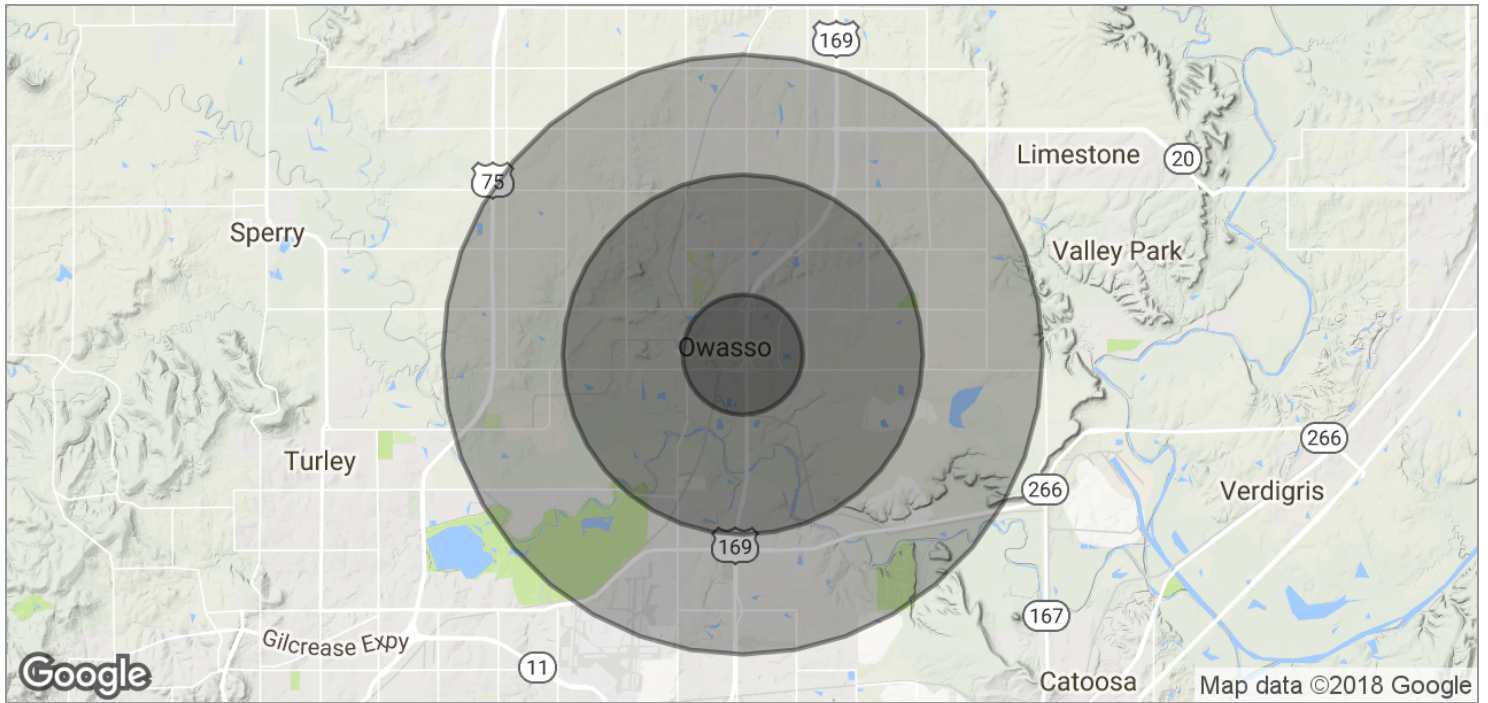 169
Limestone
20
75
Sperry
Valley Park
Owasso
266
Turley
266
Verdigris
169
167
Gilcrease Expy
11
Google
Catoosa
Map data ©2018 Google